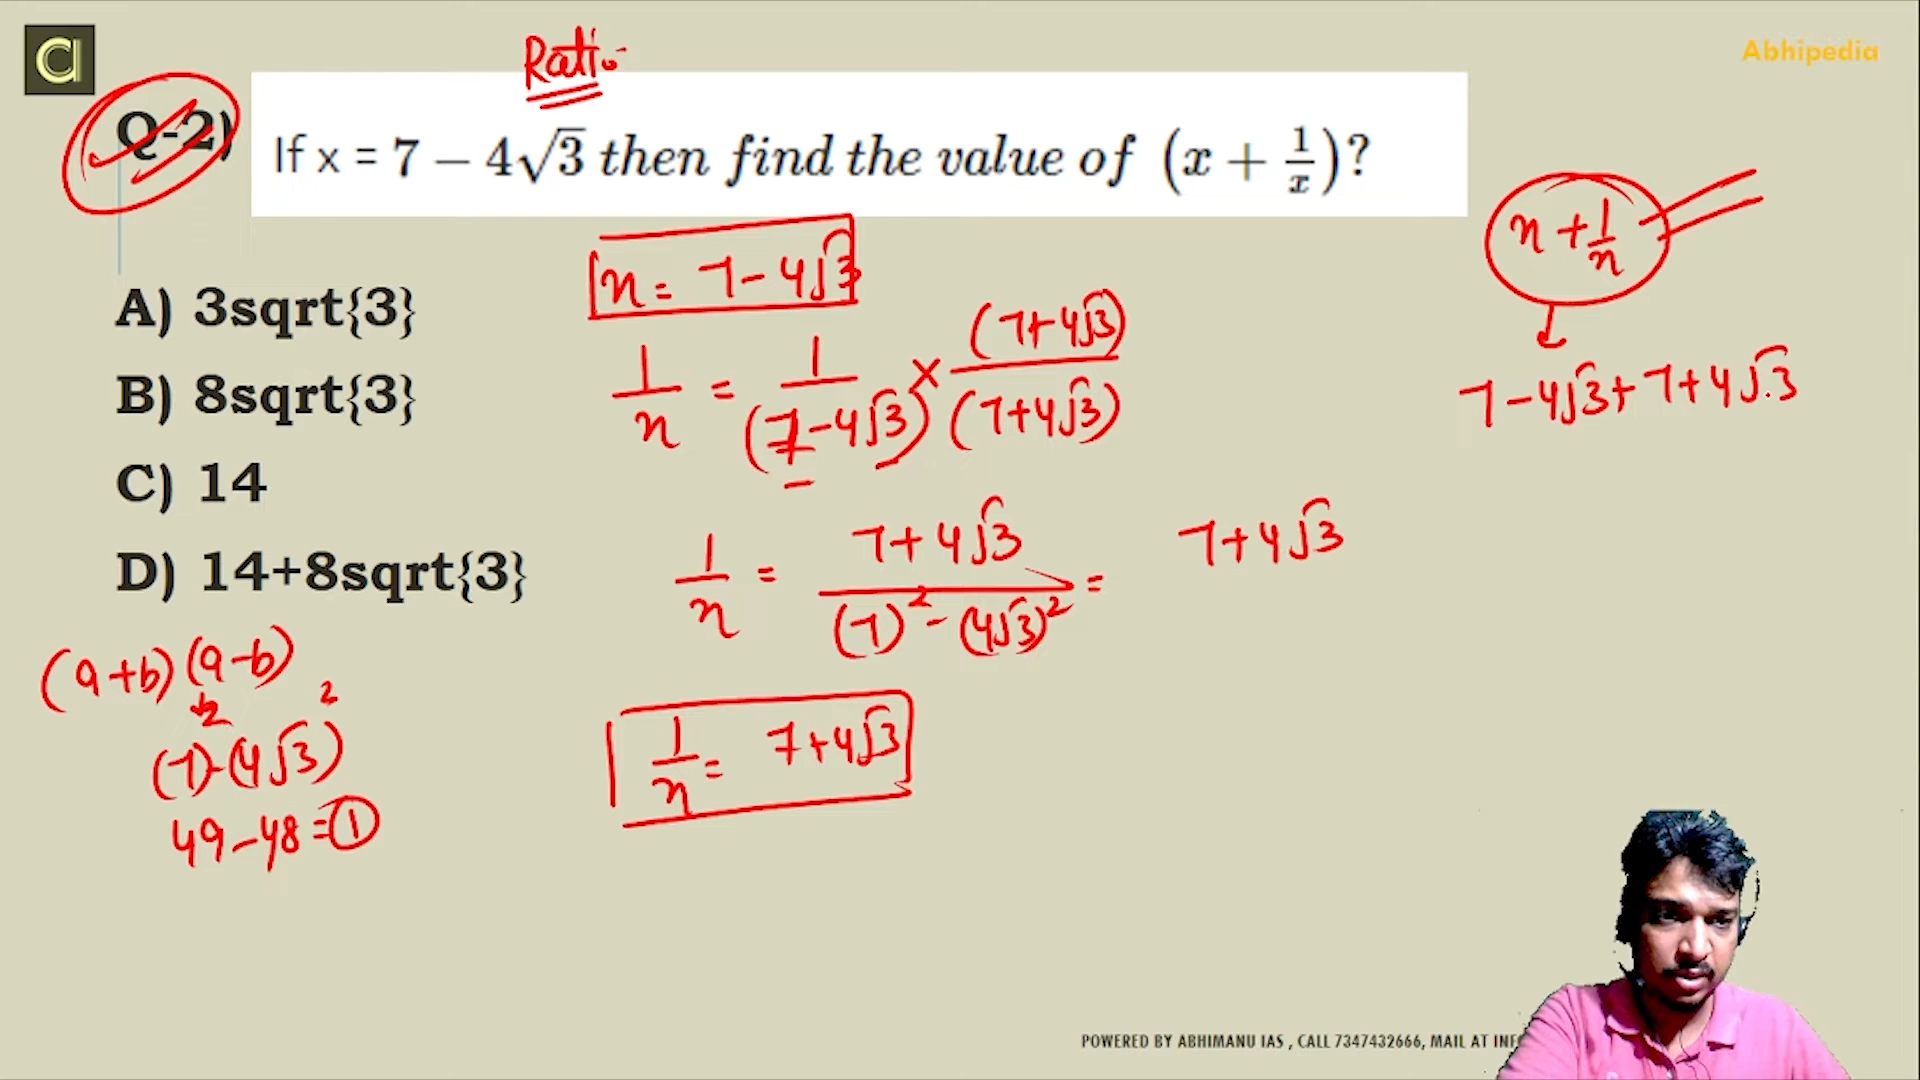 Abhipedia
Ratio
Q-2)
If x = 7 − 4√3 then find the value of (x + 1/x)?
A) 3sqrt{3}
B) 8sqrt{3}
C) 14
D) 14+8sqrt{3}
x = 7 - 4√3
1/x = 1/(7-4√3) × (7+4√3)/(7+4√3)
1/x = 7+4√3/(7)² - (4√3)² = 7+4√3
1/x = 7+4√3
x + 1/x
7-4√3+7+4√3
(a+b)(a-b)
(7)²-(4√3)²
49-48=1
POWERED BY ABHIMANU IAS , CALL 7347432666, MAIL AT